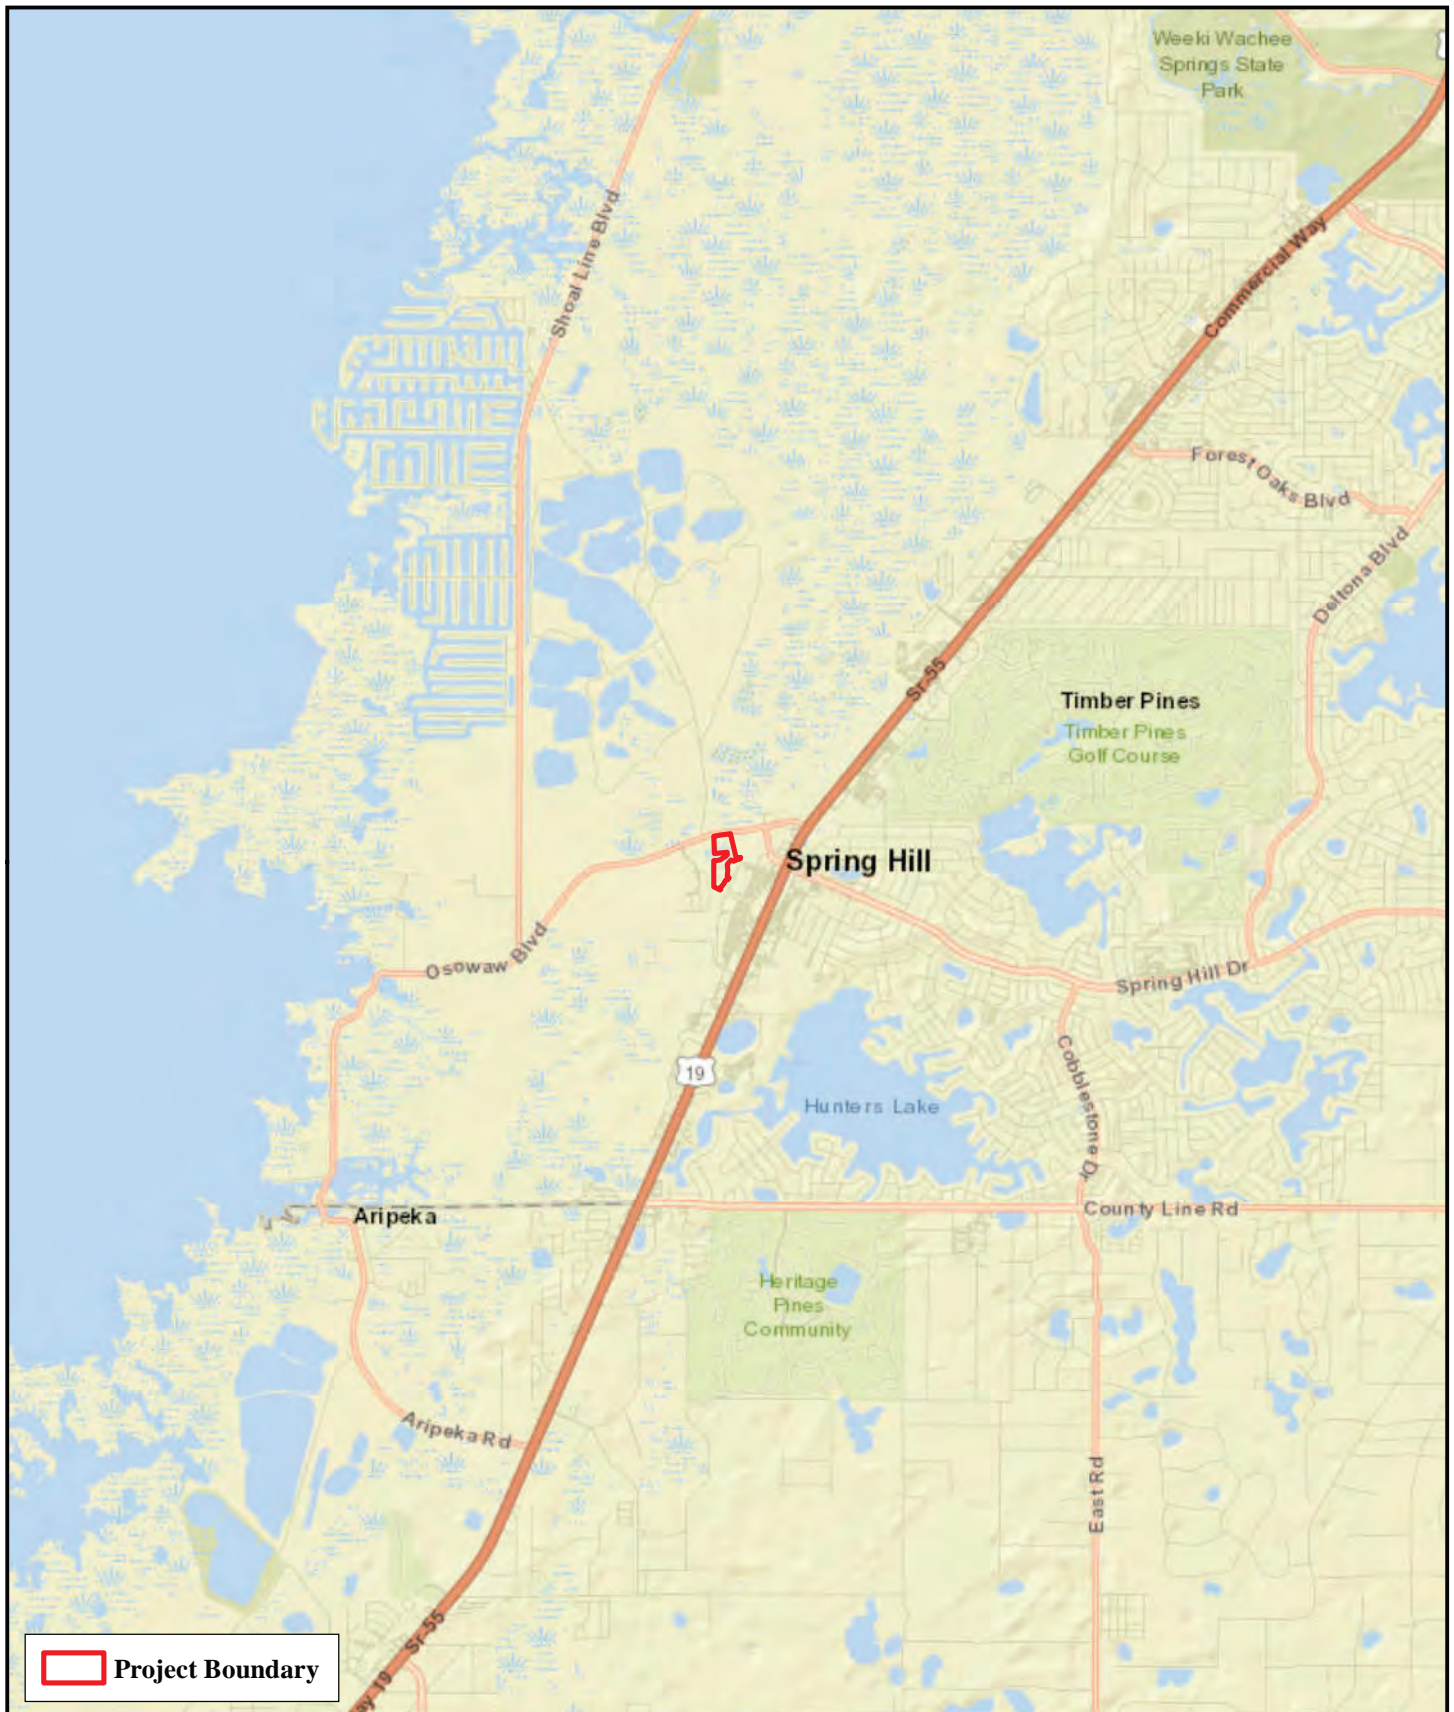 Weeki Wachee
Springs State
Park
Shoal Line Blvd
Commercial Way
Forest Oaks Blvd
Deltona Blvd
Sr-55
Timber Pines
Timber Pines
Golf Course
Spring Hill
Osowaw Blvd
Spring Hill Dr
19
Cobblestone Dr
Hunters Lake
Aripeka
County Line Rd
Heritage
Pines
Community
Aripeka Rd
East Rd
Sr-55
ay 19
Project Boundary